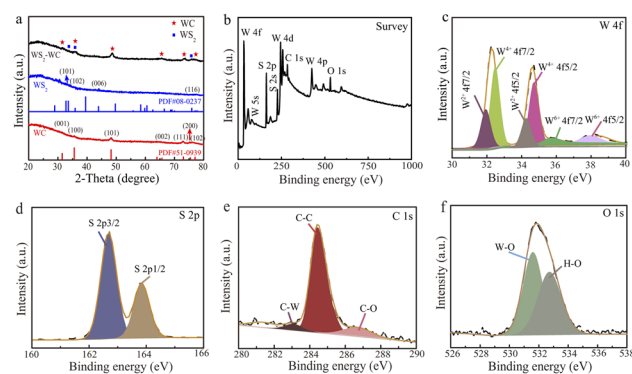 a
★ WC
■ WS2
WS2-WC
WS2
(101)
(102)
(006)
(116)
PDF#08-0237
WC
(001)
(100)
(101)
(002)
(111)
(200)
(102)
PDF#51-0939
20 30 40 50 60 70 80
2-Theta (degree)
Intensity (a.u.)
b
Survey
W 4f
W 5s
S 2p
S 2s
W 4d
C 1s
W 4p
O 1s
0 250 500 750 1000
Binding energy (eV)
Intensity (a.u.)
c
W 4f
W4+ 4f7/2
W4+ 4f5/2
W2+ 4f7/2
W2+ 4f5/2
W6+ 4f7/2
W6+ 4f5/2
30 32 34 36 38 40
Binding energy (eV)
Intensity (a.u.)
d
S 2p
S 2p3/2
S 2p1/2
160 162 164 166
Binding energy (eV)
Intensity (a.u.)
e
C 1s
C-C
C-W
C-O
280 282 284 286 288 290
Binding energy (eV)
Intensity (a.u.)
f
O 1s
W-O
H-O
526 528 530 532 534 536 538
Binding energy (eV)
Intensity (a.u.)